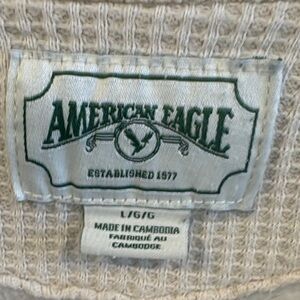 AMERICAN EAGLE
ESTABLISHED 1977
L/G/G
MADE IN CAMBODIA
FABRIQUÉ AU
CAMBODGE